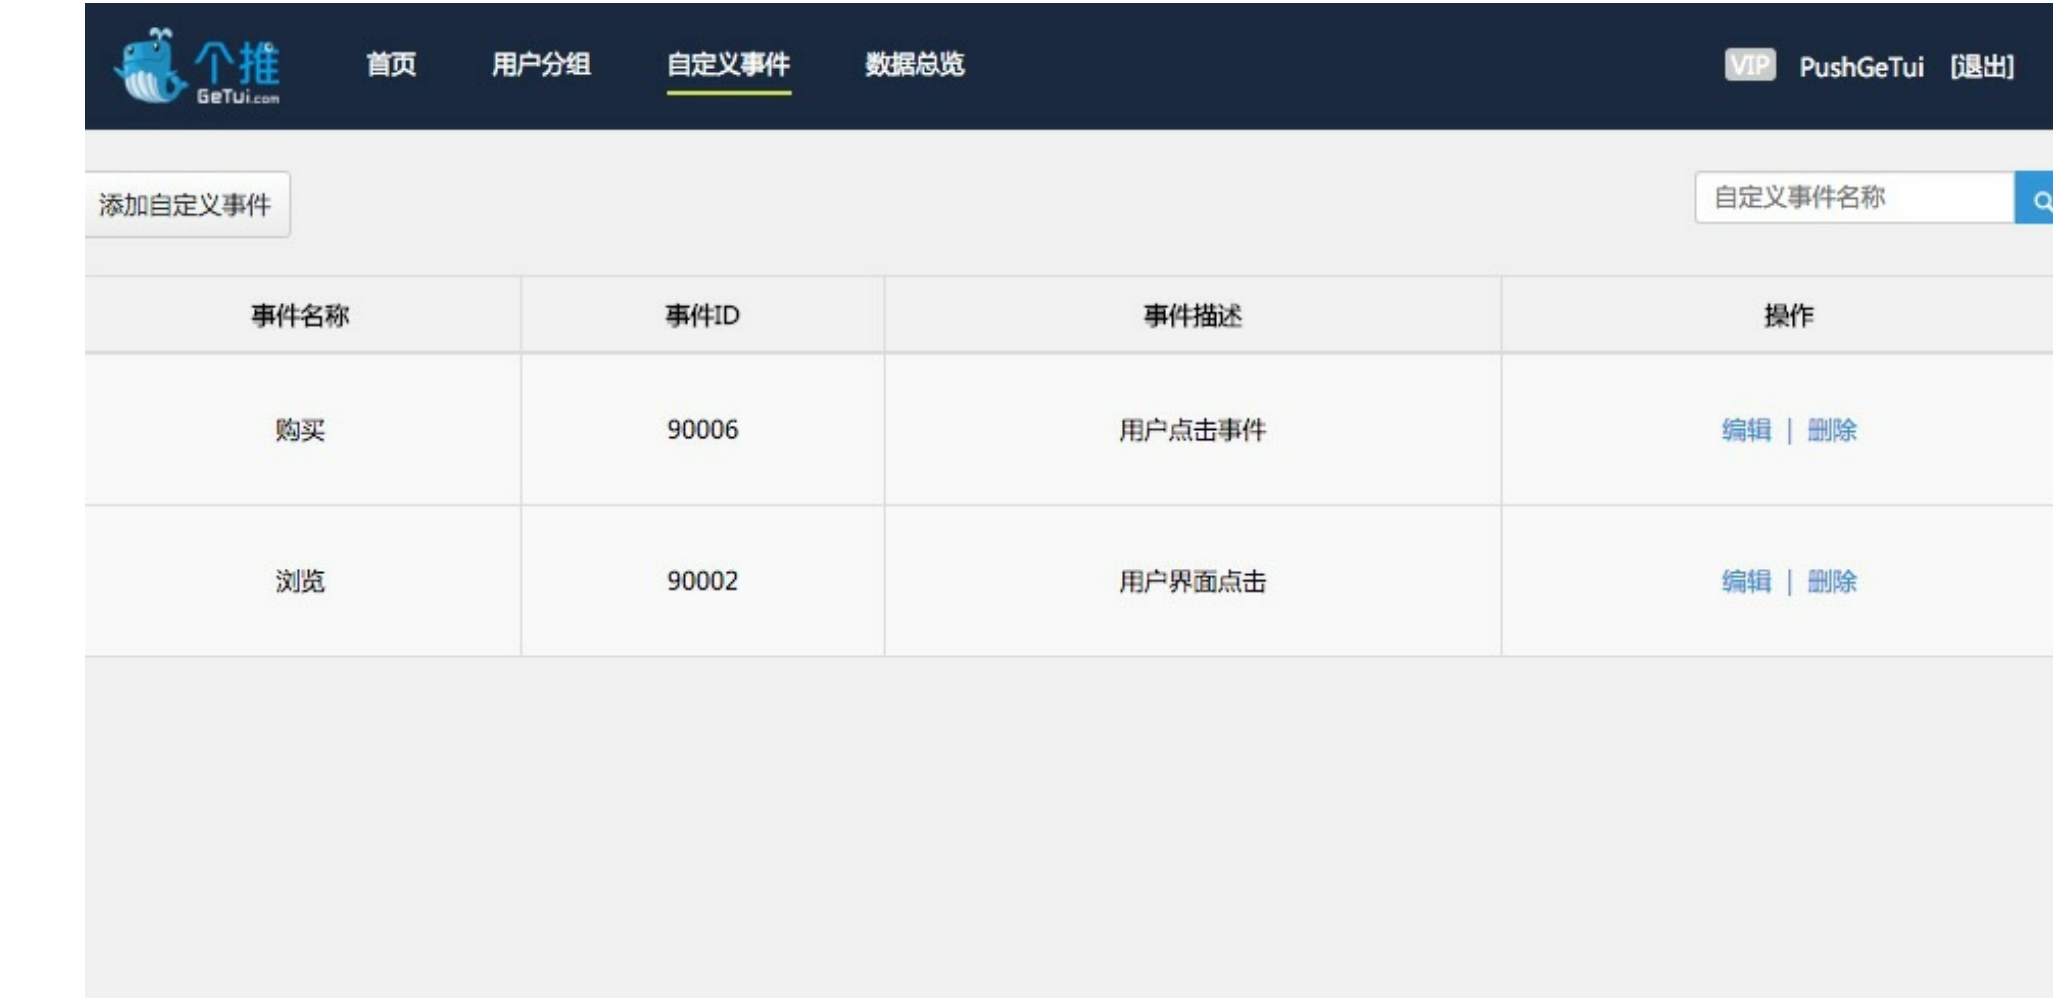 个推
GeTui.com
首页 用户分组 自定义事件 数据总览 VIP PushGeTui [退出]
添加自定义事件 自定义事件名称
事件名称 事件ID 事件描述 操作
购买 90006 用户点击事件 编辑 | 删除
浏览 90002 用户界面点击 编辑 | 删除